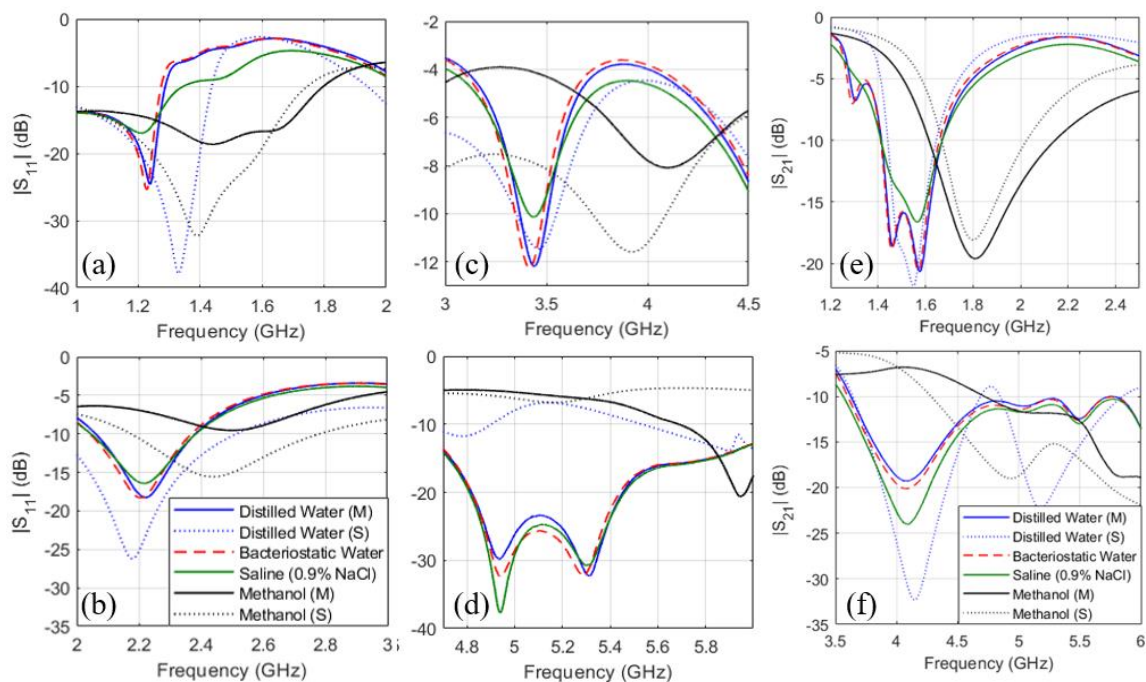 0
-10
-20
-30
-40
|S11| (dB)
(a)
1
1.2
1.4
1.6
1.8
2
Frequency (GHz)
-2
-4
-6
-8
-10
-12
|S11| (dB)
(c)
3
3.5
4
4.5
Frequency (GHz)
0
-5
-10
-15
-20
|S21| (dB)
(e)
1.2
1.4
1.6
1.8
2
2.2
2.4
Frequency (GHz)
0
-5
-10
-15
-20
-25
-30
-35
|S11| (dB)
Distilled Water (M)
Distilled Water (S)
Bacteriostatic Water
Saline (0.9% NaCl)
Methanol (M)
Methanol (S)
(b)
2
2.2
2.4
2.6
2.8
Frequency (GHz)
0
-10
-20
-30
-40
(d)
4.8
5
5.2
5.4
5.6
5.8
Frequency (GHz)
-5
-10
-15
-20
-25
-30
-35
|S21| (dB)
Distilled Water (M)
Distilled Water (S)
Bacteriostatic Water
Saline (0.9% NaCl)
Methanol (M)
Methanol (S)
(f)
3.5
4
4.5
5
5.5
6
Frequency (GHz)